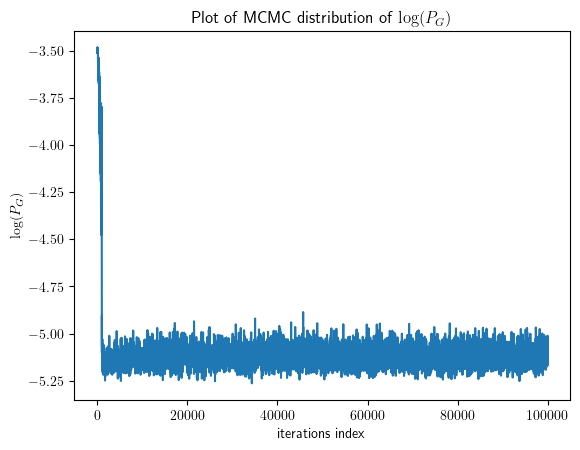 Plot of MCMC distribution of log(P_G)
log(P_G)
−3.50
−3.75
−4.00
−4.25
−4.50
−4.75
−5.00
−5.25
0 20000 40000 60000 80000 100000
iterations index